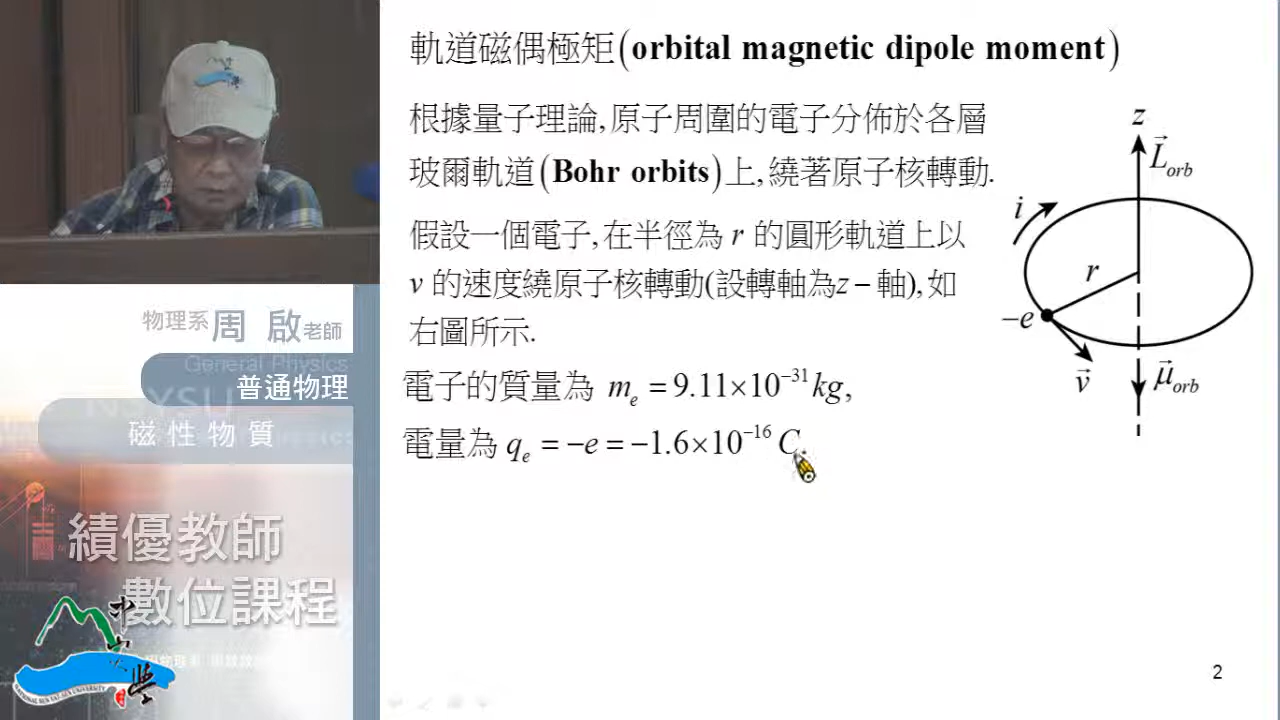 軌道磁偶極矩(orbital magnetic dipole moment)
根據量子理論,原子周圍的電子分佈於各層
玻爾軌道(Bohr orbits)上,繞著原子核轉動.
假設一個電子,在半徑為 r 的圓形軌道上以
v 的速度繞原子核轉動(設轉軸為z－軸),如
右圖所示.
電子的質量為 mₑ = 9.11×10⁻³¹ kg,
電量為 qₑ = −e = −1.6×10⁻¹⁶ C.
z
L⃗orb
i
r
−e
v⃗
μ⃗orb
物理系 周 啟老師
General Physics
普通物理
磁性物質
績優教師
數位課程
2